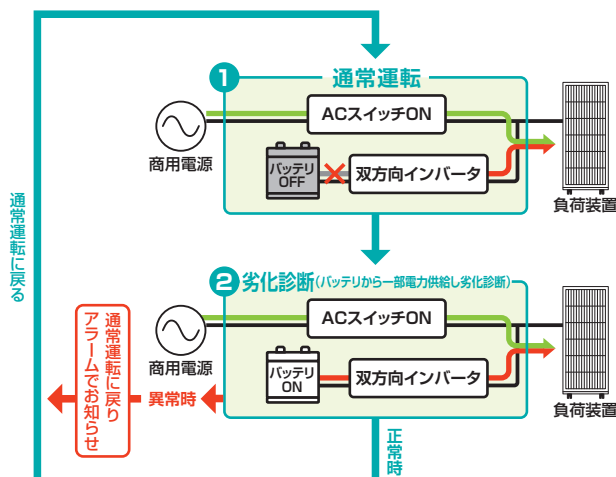 1
通常運転
ACスイッチON
商用電源
バッテリ
OFF
双方向インバータ
負荷装置
通常運転に戻る
2
劣化診断(バッテリから一部電力供給し劣化診断)
ACスイッチON
商用電源
バッテリ
ON
双方向インバータ
負荷装置
異常時
通常運転に戻り
アラームでお知らせ
正常時